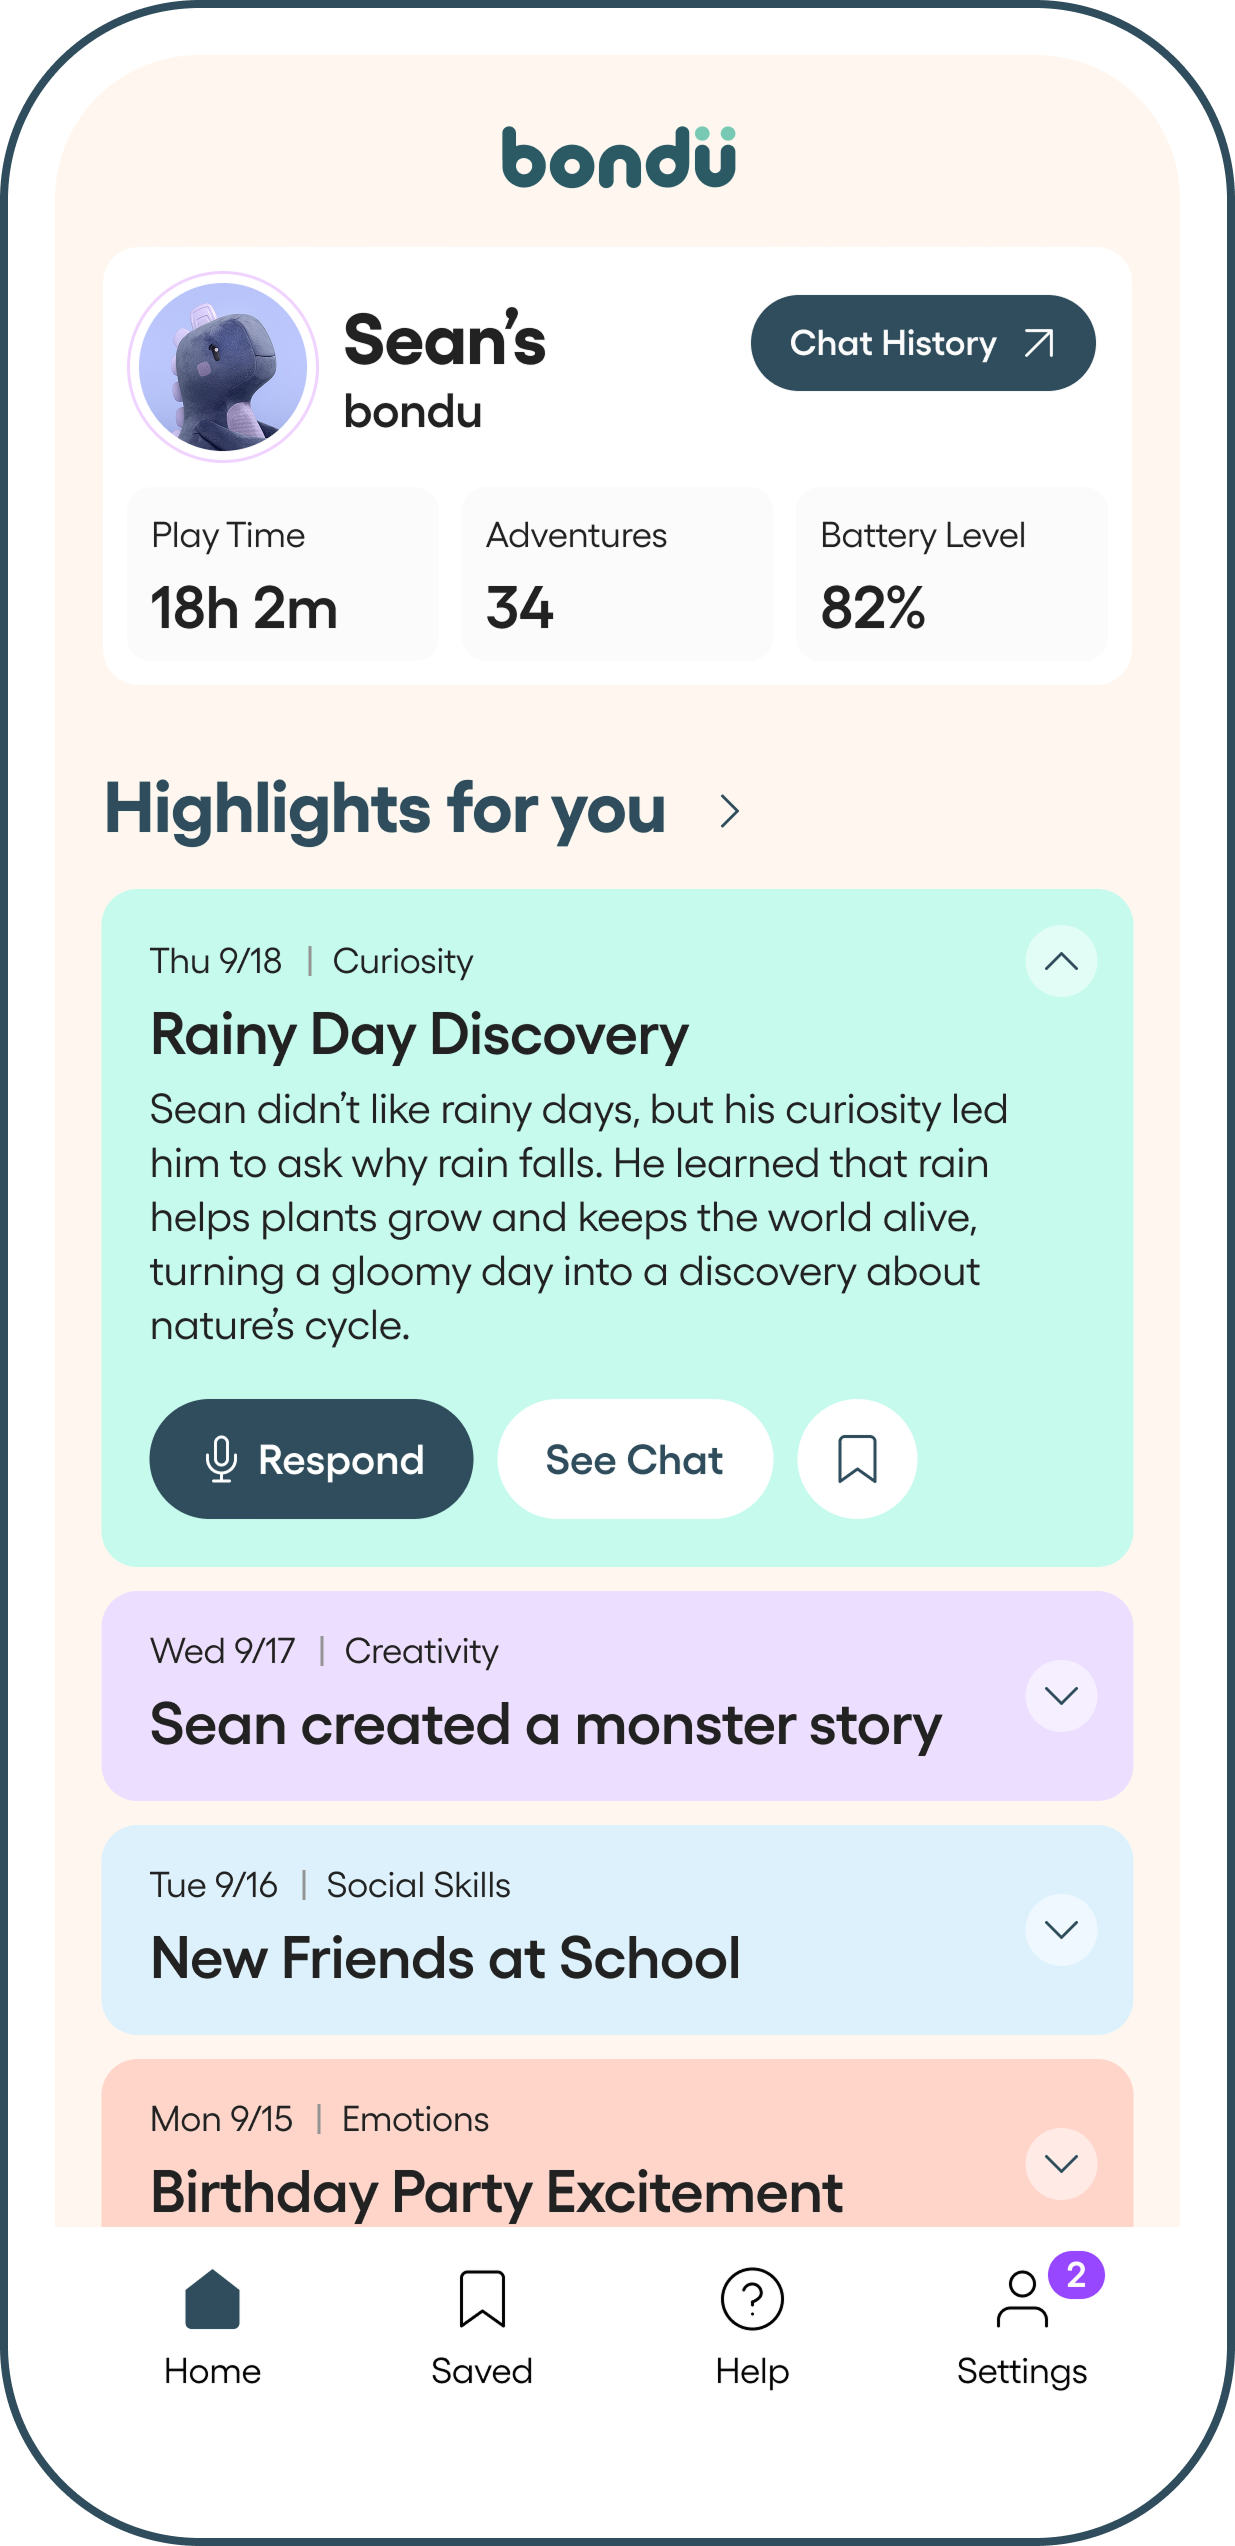 bondü
Sean’s
bondu
Chat History
Play Time
18h 2m
Adventures
34
Battery Level
82%
Highlights for you
Thu 9/18 | Curiosity
Rainy Day Discovery
Sean didn’t like rainy days, but his curiosity led
him to ask why rain falls. He learned that rain
helps plants grow and keeps the world alive,
turning a gloomy day into a discovery about
nature’s cycle.
Respond
See Chat
Wed 9/17 | Creativity
Sean created a monster story
Tue 9/16 | Social Skills
New Friends at School
Mon 9/15 | Emotions
Birthday Party Excitement
2
Home
Saved
Help
Settings